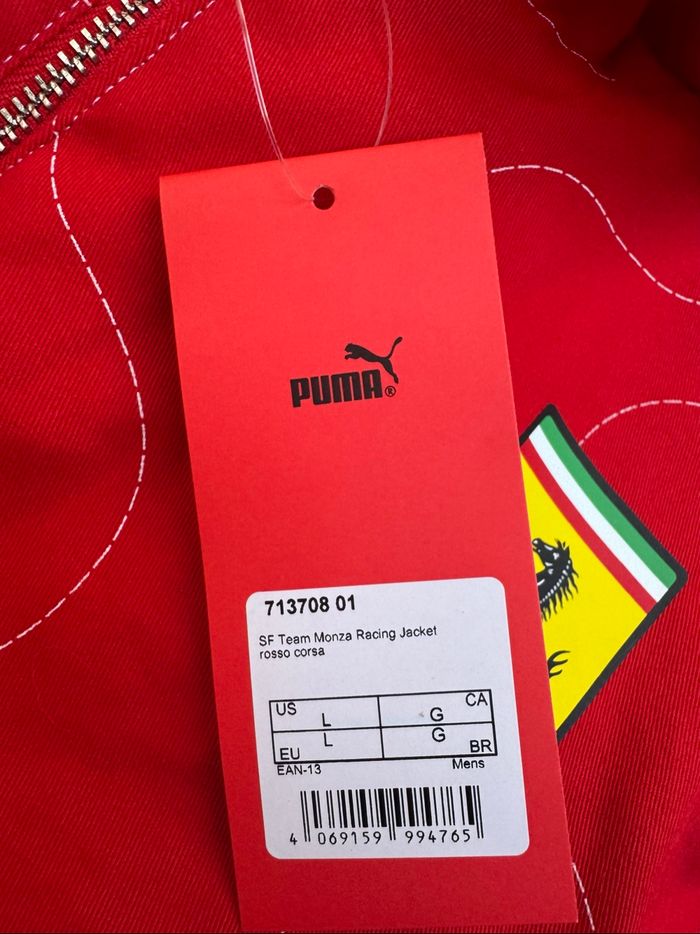 PUMA®
713708 01
SF Team Monza Racing Jacket
rosso corsa
US L G CA
EU L G BR
EAN-13 Mens
4 069159 994765